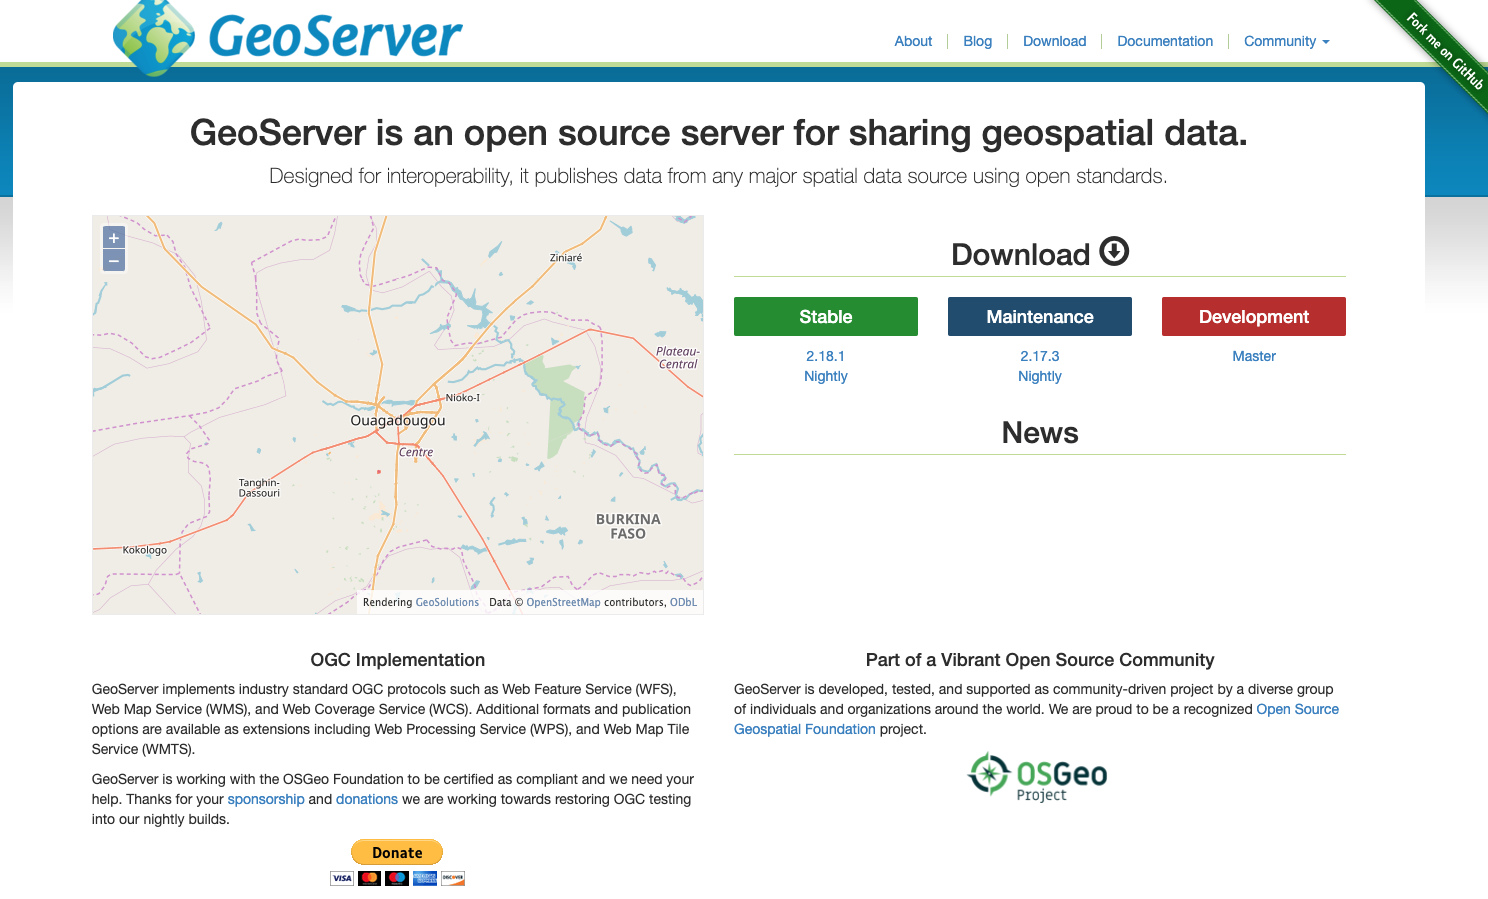 GeoServer
About
Blog
Download
Documentation
Community
Fork me on GitHub
GeoServer is an open source server for sharing geospatial data.
Designed for interoperability, it publishes data from any major spatial data source using open standards.
+
−
Ziniaré
Plateau-
Central
Nioko-I
Ouagadougou
Centre
Tanghin-
Dassouri
BURKINA
FASO
Kokologo
Rendering GeoSolutions Data © OpenStreetMap contributors, ODbL
Download
Stable
Maintenance
Development
2.18.1
2.17.3
Master
Nightly
Nightly
News
OGC Implementation
GeoServer implements industry standard OGC protocols such as Web Feature Service (WFS),
Web Map Service (WMS), and Web Coverage Service (WCS). Additional formats and publication
options are available as extensions including Web Processing Service (WPS), and Web Map Tile
Service (WMTS).
GeoServer is working with the OSGeo Foundation to be certified as compliant and we need your
help. Thanks for your sponsorship and donations we are working towards restoring OGC testing
into our nightly builds.
Donate
VISA
DISCOVER
Part of a Vibrant Open Source Community
GeoServer is developed, tested, and supported as community-driven project by a diverse group
of individuals and organizations around the world. We are proud to be a recognized Open Source
Geospatial Foundation project.
OSGeo
Project